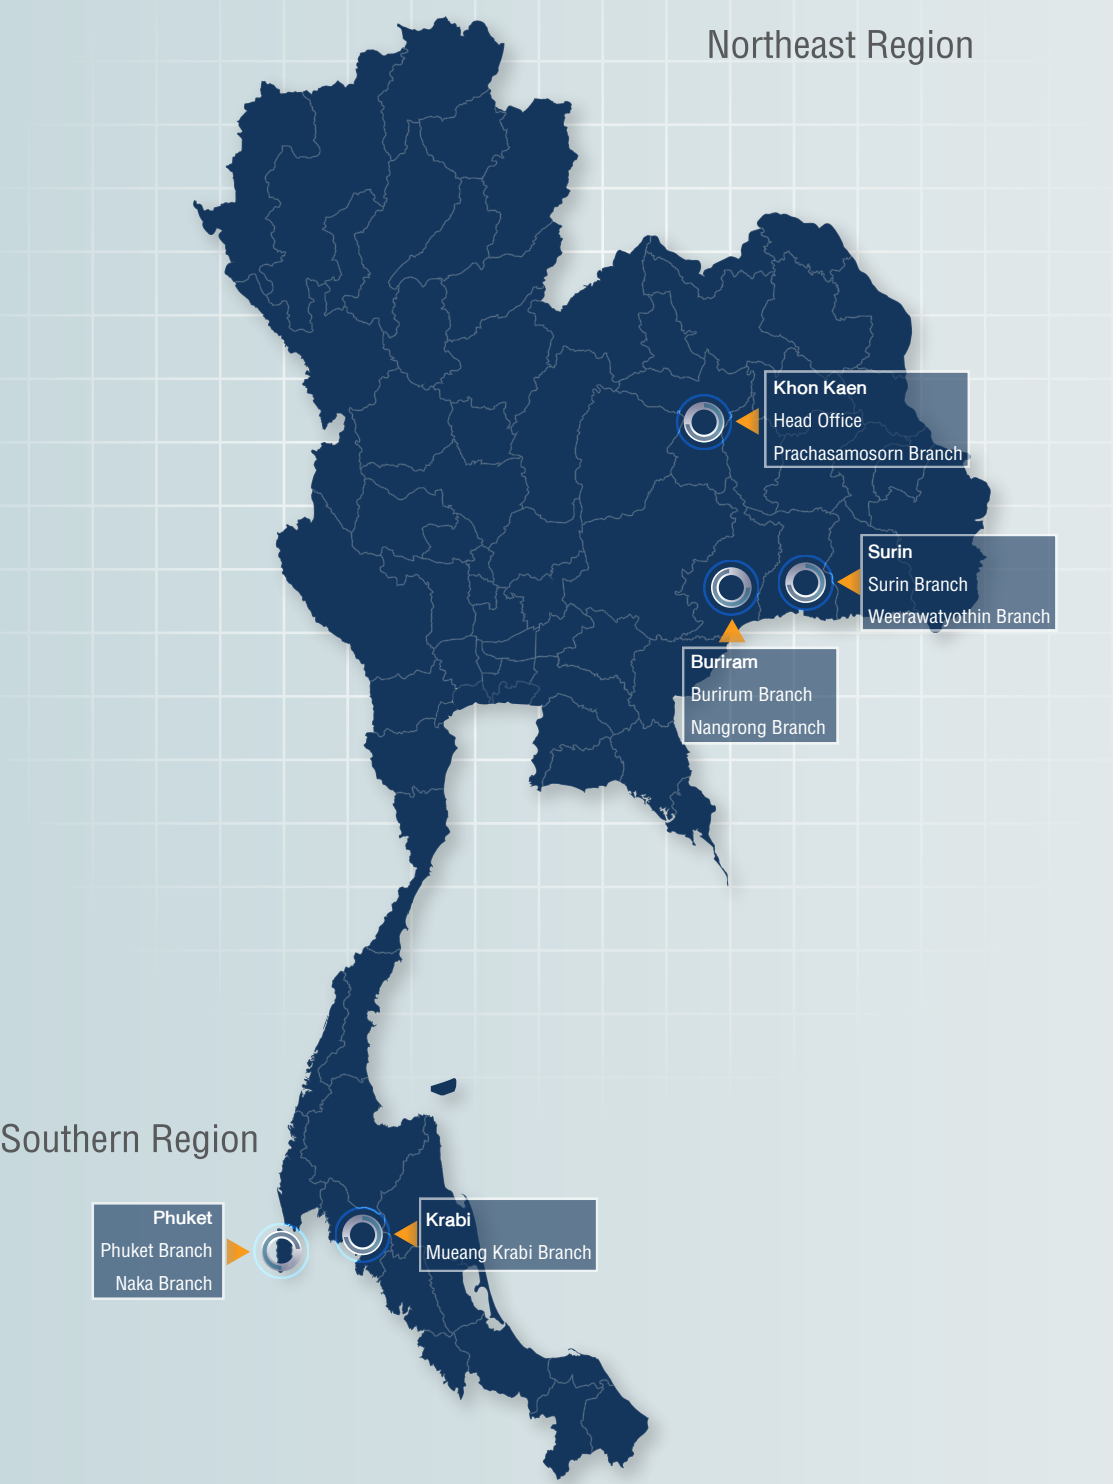 Northeast Region
Khon Kaen
Head Office
Prachasamosorn Branch
Surin
Surin Branch
Weerawatyothin Branch
Buriram
Burirum Branch
Nangrong Branch
Southern Region
Phuket
Phuket Branch
Naka Branch
Krabi
Mueang Krabi Branch